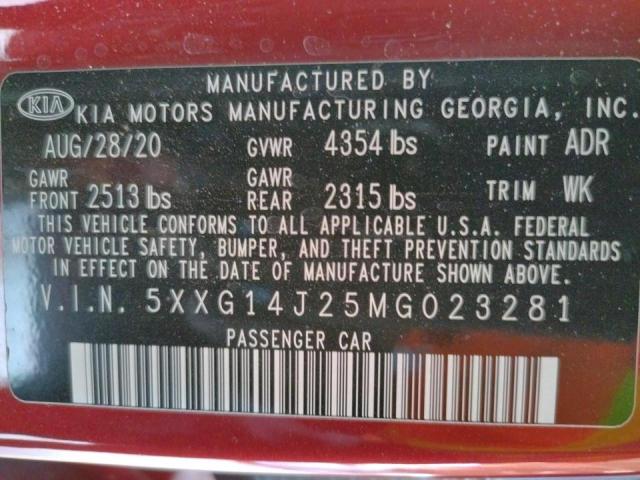 MANUFACTURED BY
KIA KIA MOTORS MANUFACTURING GEORGIA, INC.
AUG/28/20 GVWR 4354 lbs PAINT ADR
GAWR FRONT 2513 lbs GAWR REAR 2315 lbs TRIM WK
THIS VEHICLE CONFORMS TO ALL APPLICABLE U.S.A. FEDERAL
MOTOR VEHICLE SAFETY, BUMPER, AND THEFT PREVENTION STANDARDS
IN EFFECT ON THE DATE OF MANUFACTURE SHOWN ABOVE.
V.I.N. 5XXG14J25MG023281
PASSENGER CAR